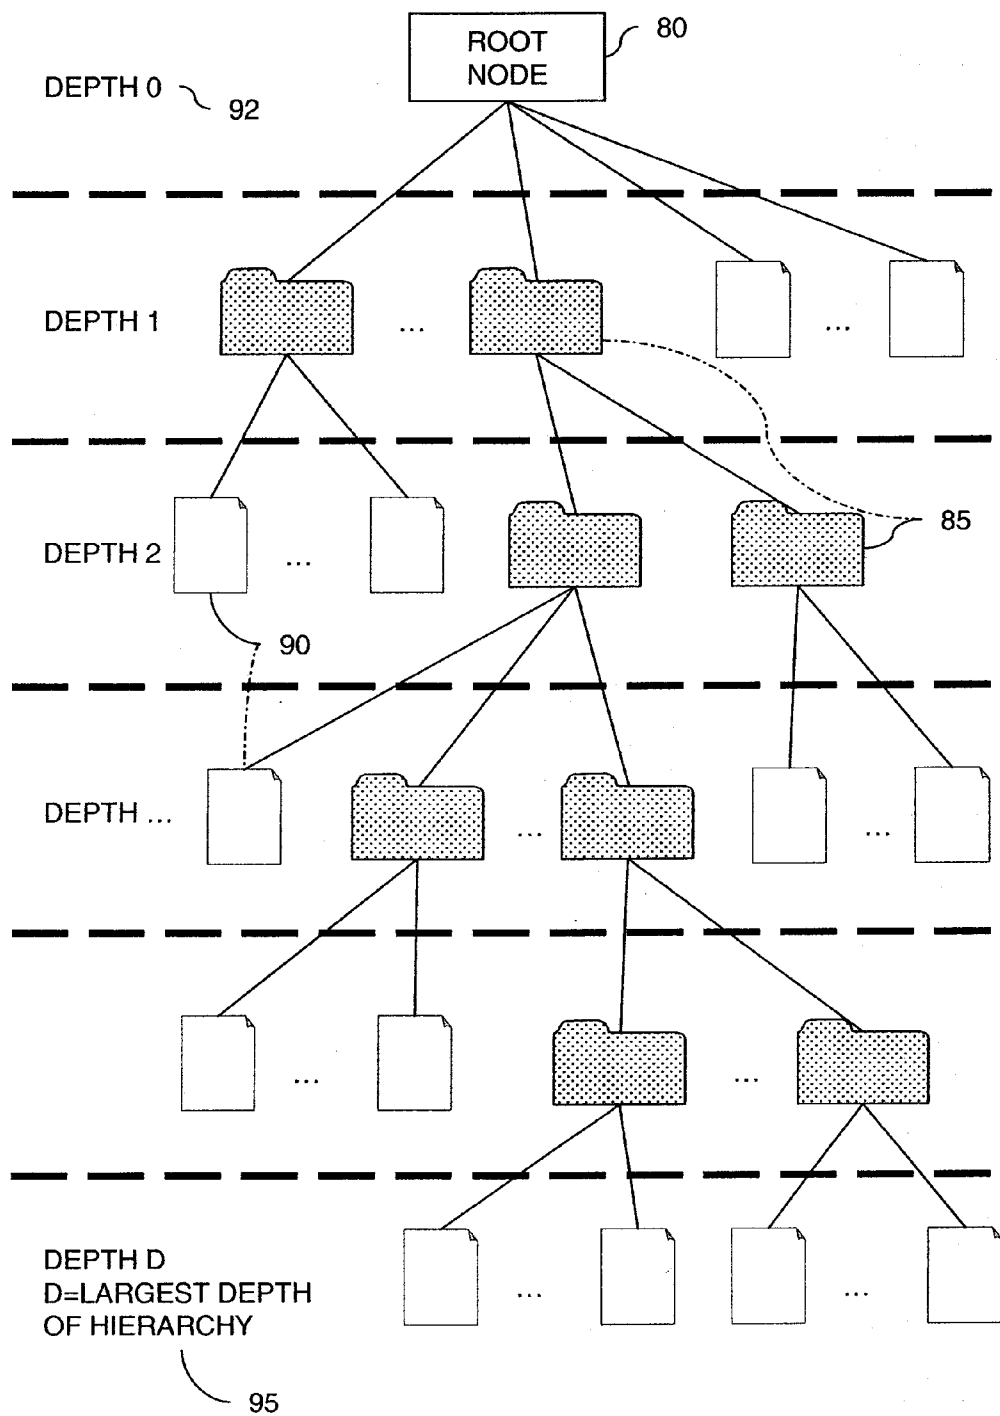 ROOT
NODE
80
DEPTH 0
92
DEPTH 1
...
...
DEPTH 2
...
85
90
DEPTH ...
...
...
...
...
DEPTH D
D=LARGEST DEPTH
OF HIERARCHY
...
...
95